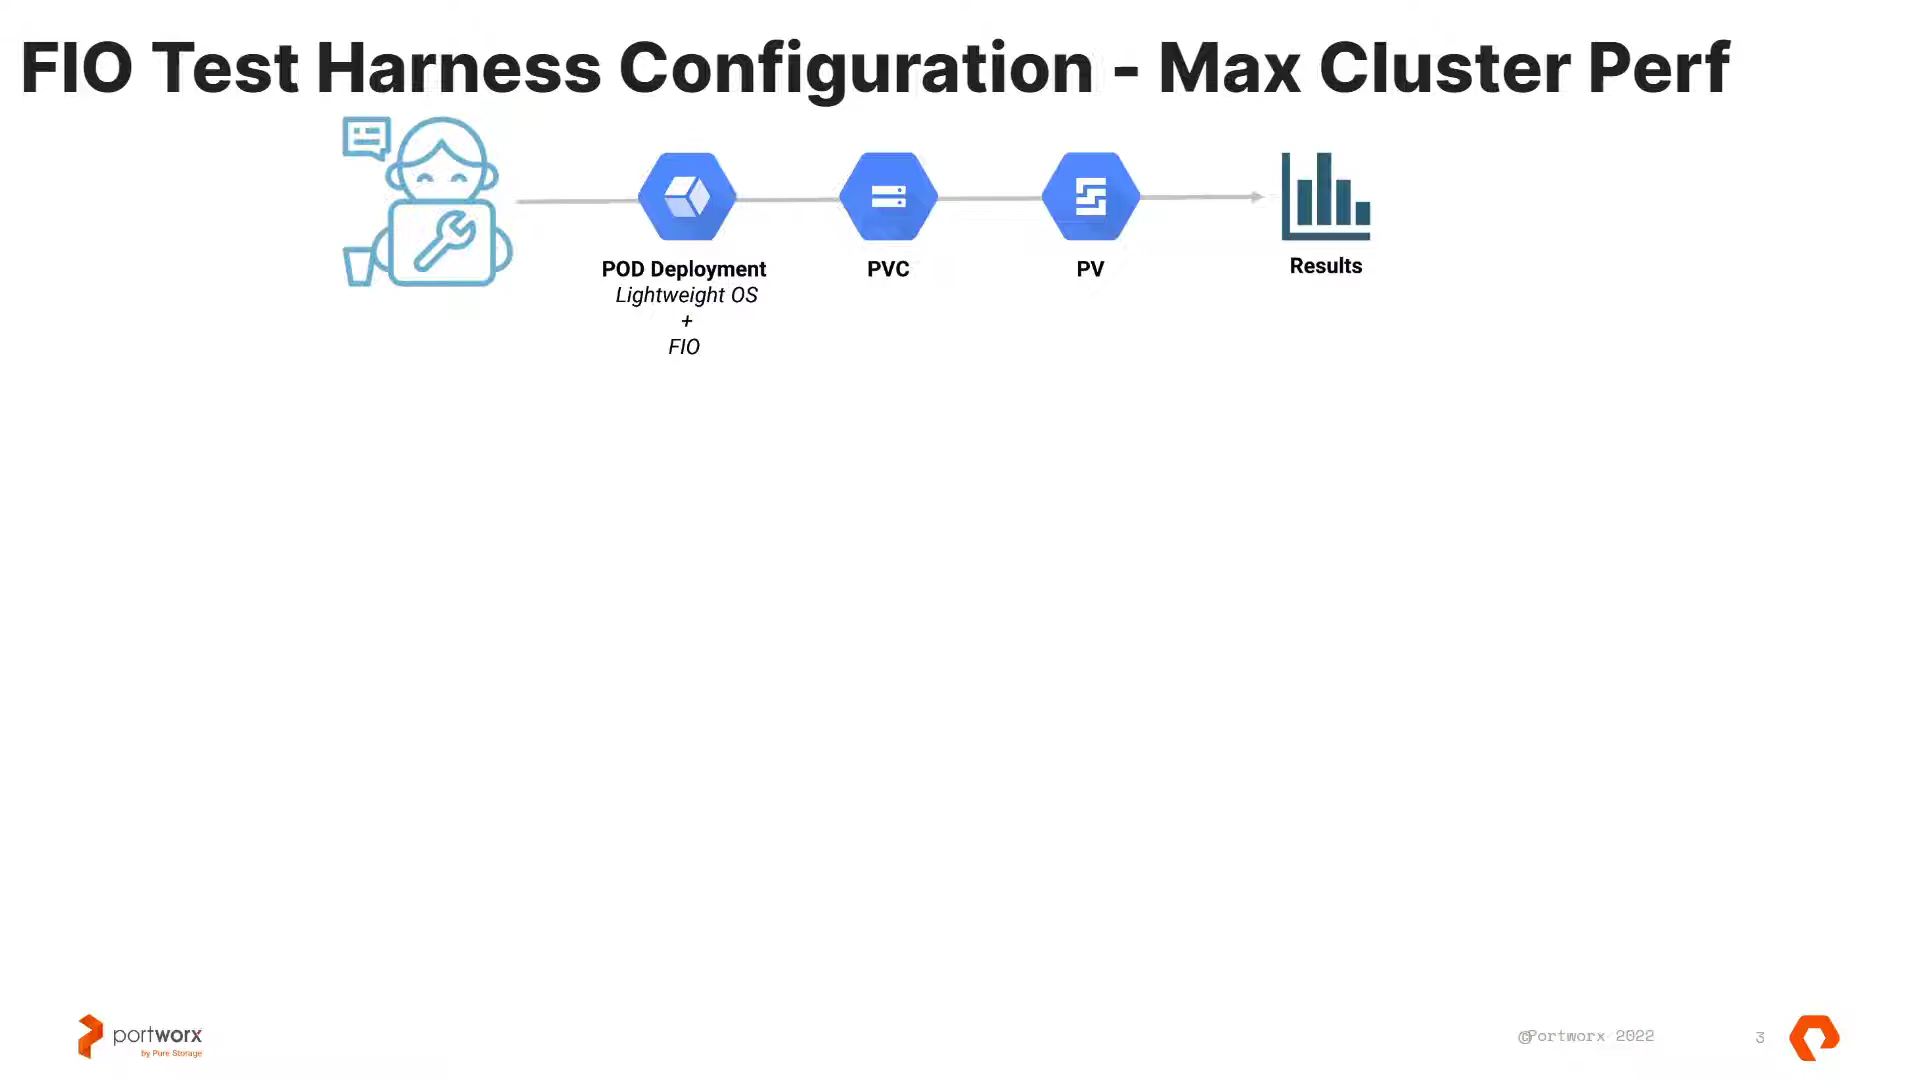 FIO Test Harness Configuration - Max Cluster Perf
POD Deployment
Lightweight OS
+
FIO
PVC
PV
Results
portworx
by Pure Storage
©Portworx 2022
3